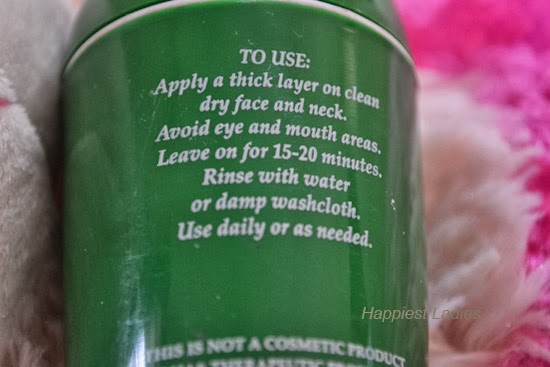 TO USE:
Apply a thick layer on clean
dry face and neck.
Avoid eye and mouth areas.
Leave on for 15-20 minutes.
Rinse with water
or damp washcloth.
Use daily or as needed.
Happiest Ladies
THIS IS NOT A COSMETIC PRODUCT
HAS THERAPEUTIC